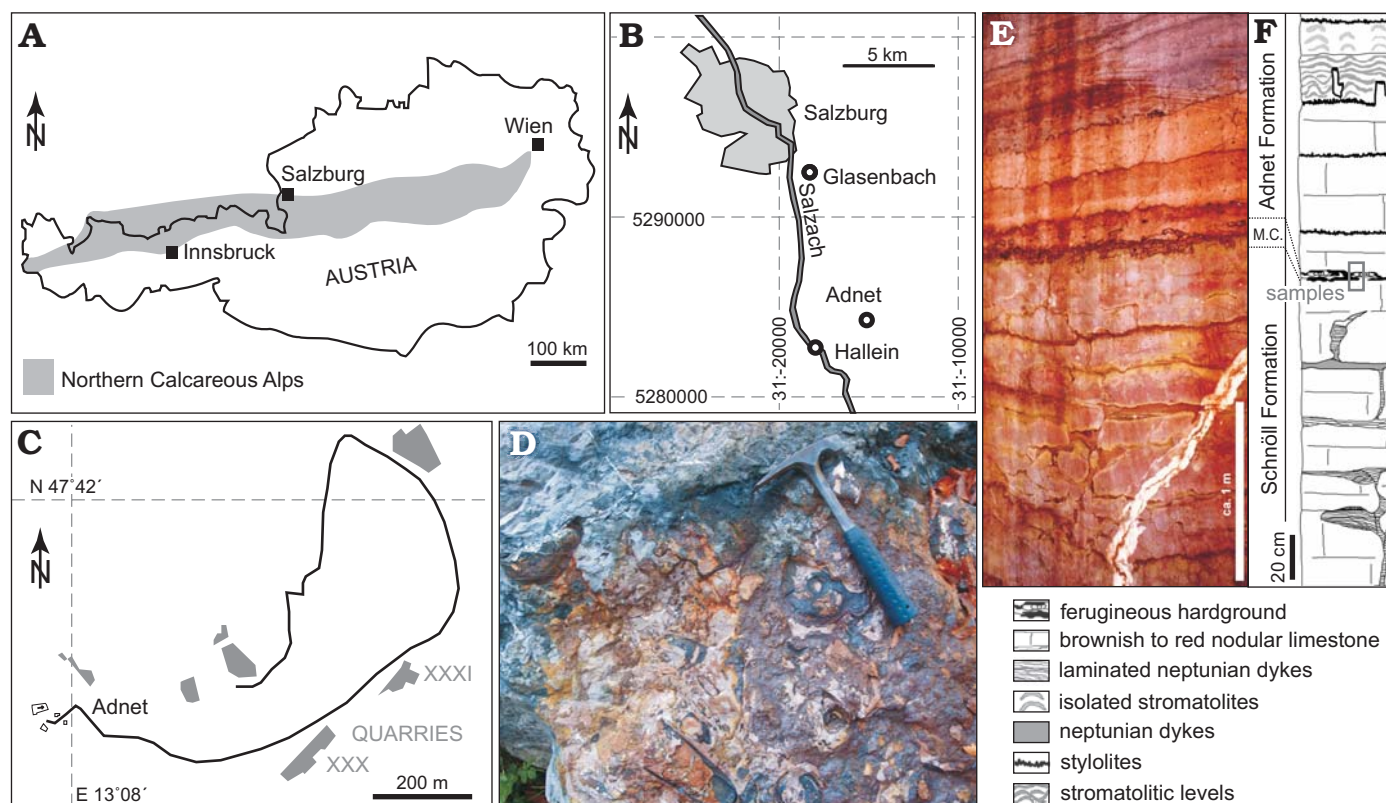 A
N
Wien
Salzburg
Innsbruck
AUSTRIA
100 km
Northern Calcareous Alps
B
5 km
N
Salzburg
Glasenbach
Salzach
5290000
Adnet
Hallein
31:-20000
31:-10000
5280000
C
N 47°42´
N
XXXI
Adnet
QUARRIES
XXX
200 m
E 13°08´
D
E
ca. 1 m
F
Adnet Formation
M.C.
samples
Schnöll Formation
20 cm
ferugineous hardground
brownish to red nodular limestone
laminated neptunian dykes
isolated stromatolites
neptunian dykes
stylolites
stromatolitic levels